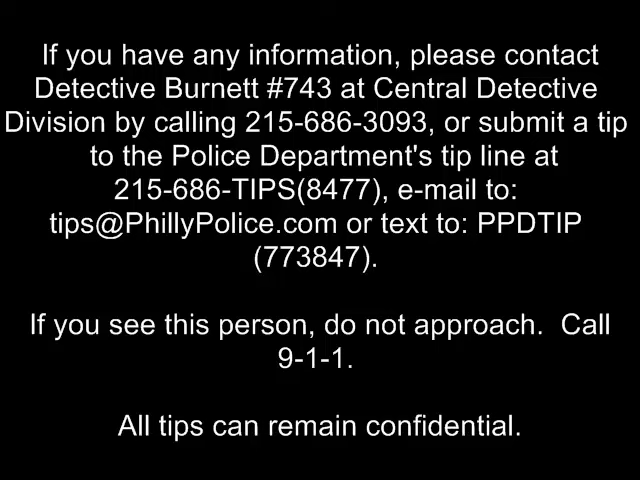 If you have any information, please contact
Detective Burnett #743 at Central Detective
Division by calling 215-686-3093, or submit a tip
to the Police Department's tip line at
215-686-TIPS(8477), e-mail to:
tips@PhillyPolice.com or text to: PPDTIP
(773847).
If you see this person, do not approach.  Call
9-1-1.
All tips can remain confidential.